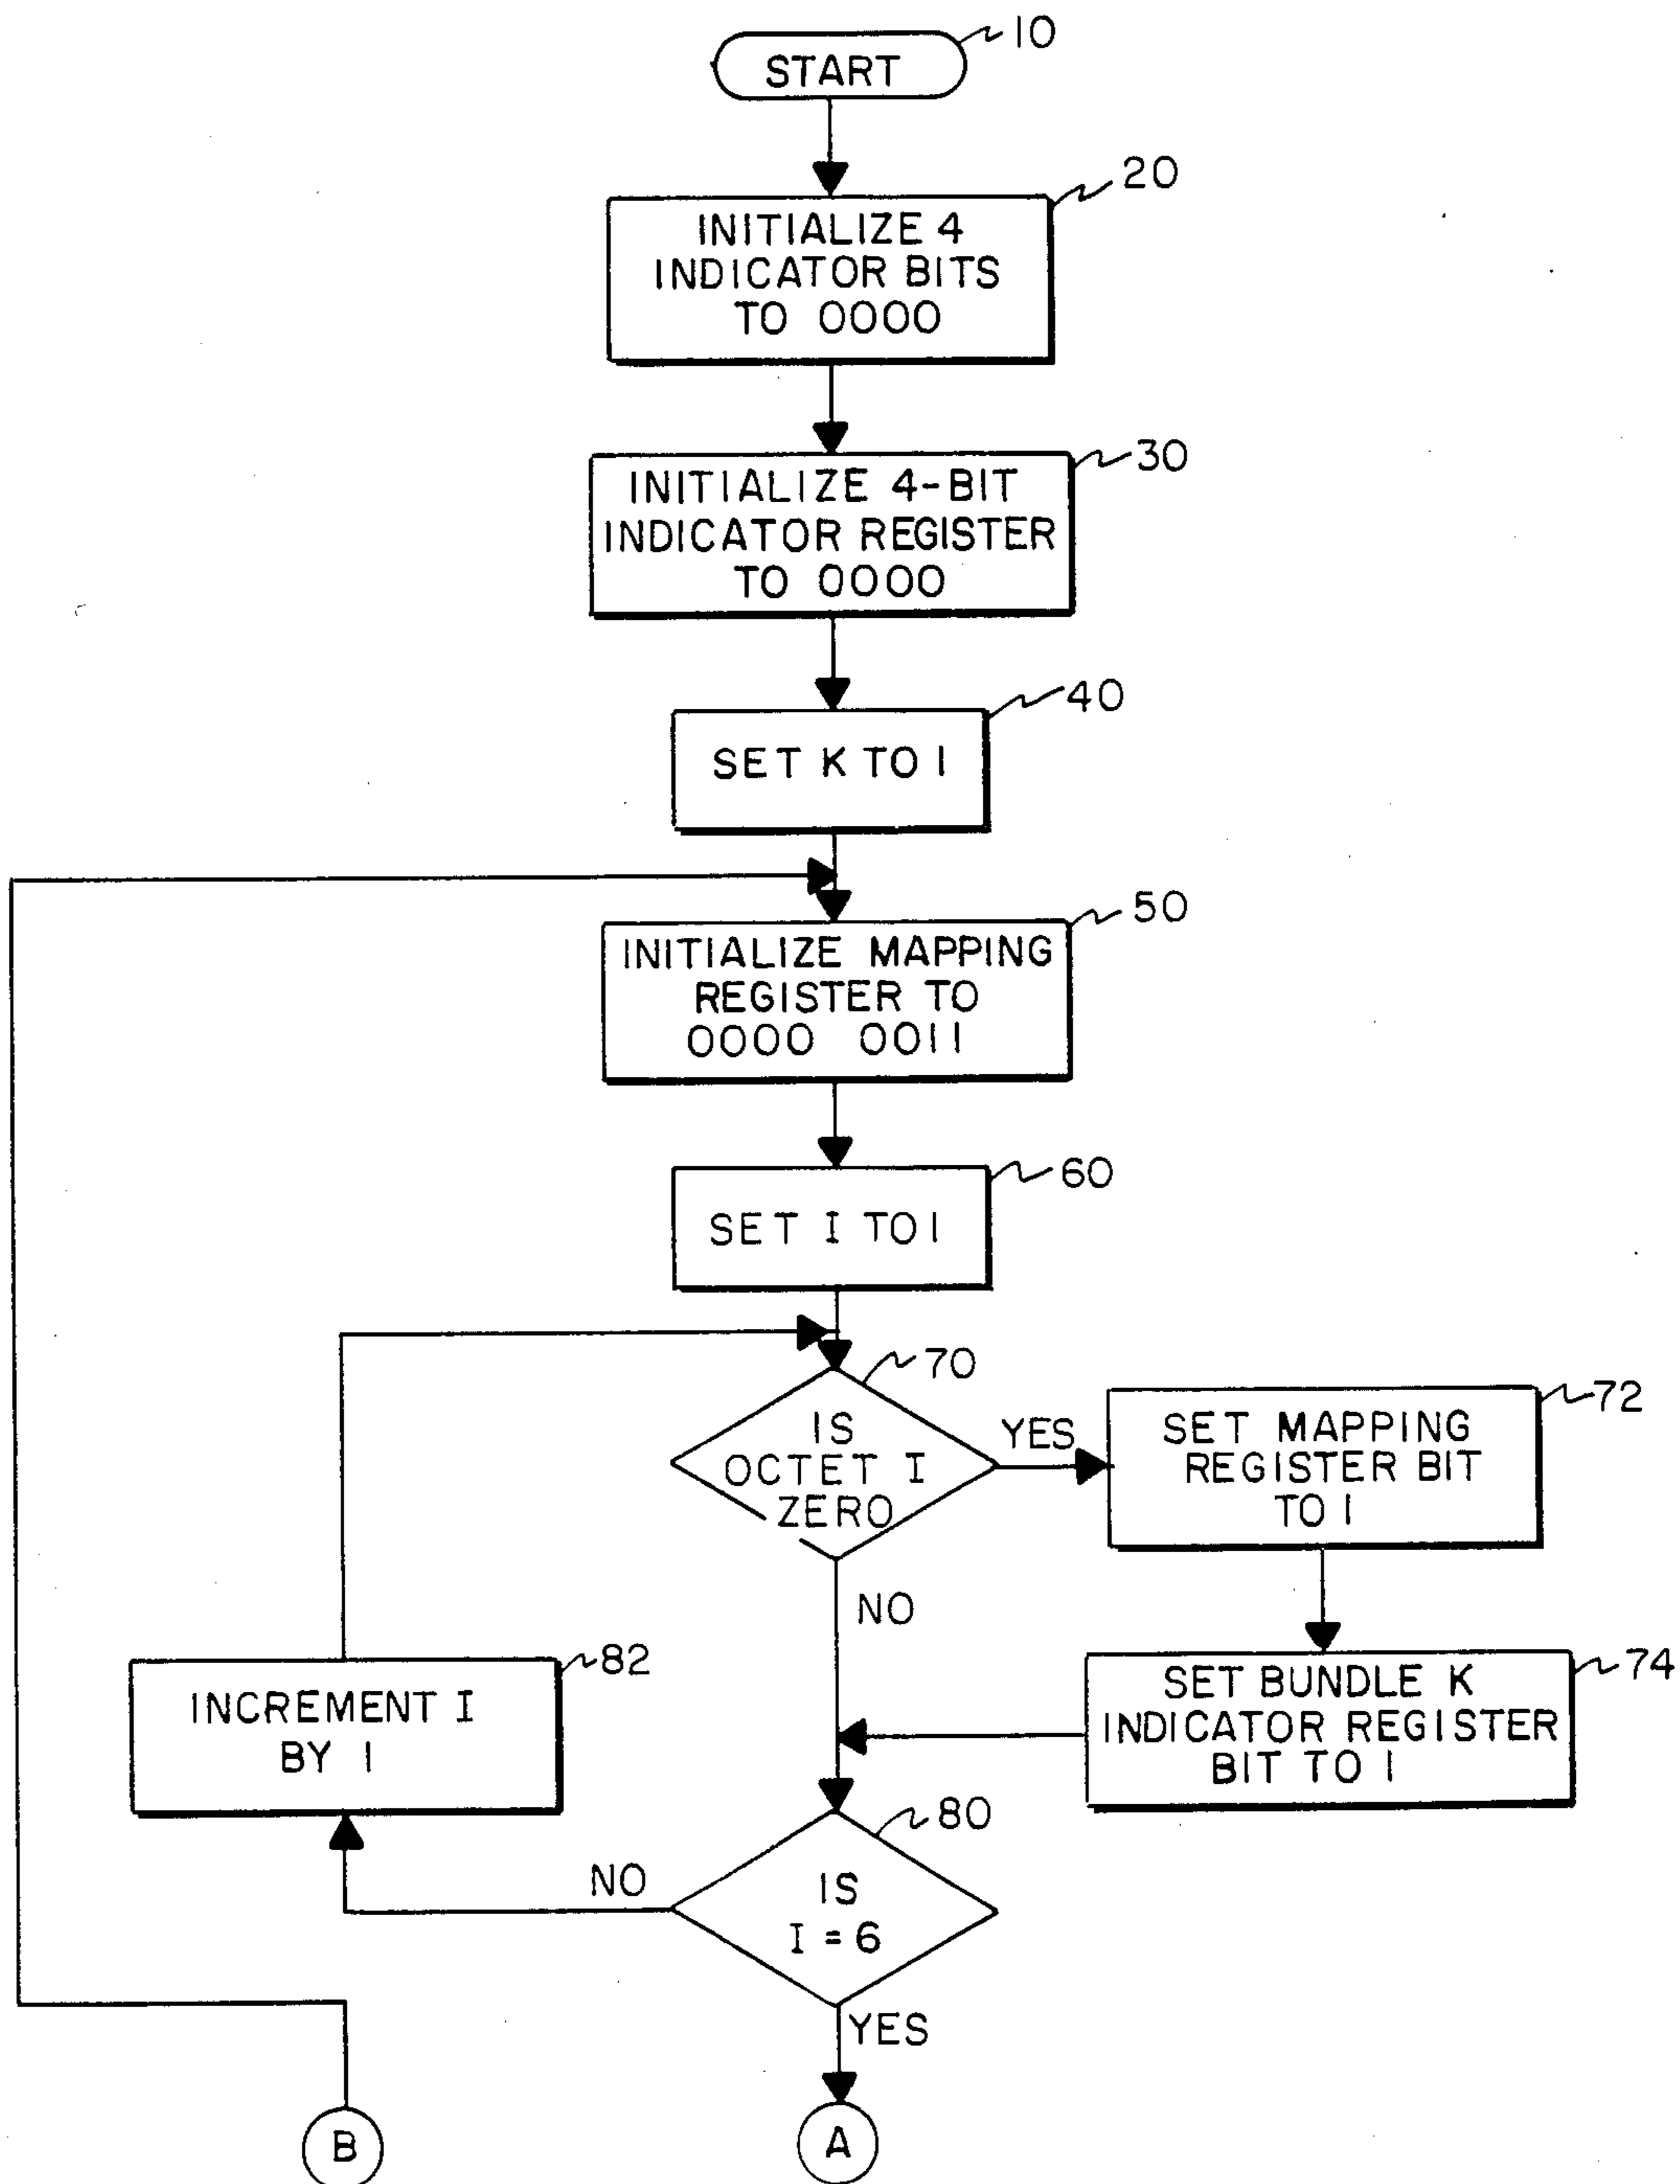 10
START
20
INITIALIZE 4
INDICATOR BITS
TO 0000
30
INITIALIZE 4-BIT
INDICATOR REGISTER
TO 0000
40
SET K TO 1
50
INITIALIZE MAPPING
REGISTER TO
0000 0011
60
SET I TO 1
70
IS
OCTET I
ZERO
YES
72
SET MAPPING
REGISTER BIT
TO 1
NO
82
INCREMENT I
BY 1
74
SET BUNDLE K
INDICATOR REGISTER
BIT TO 1
80
NO
IS
I = 6
YES
B
A